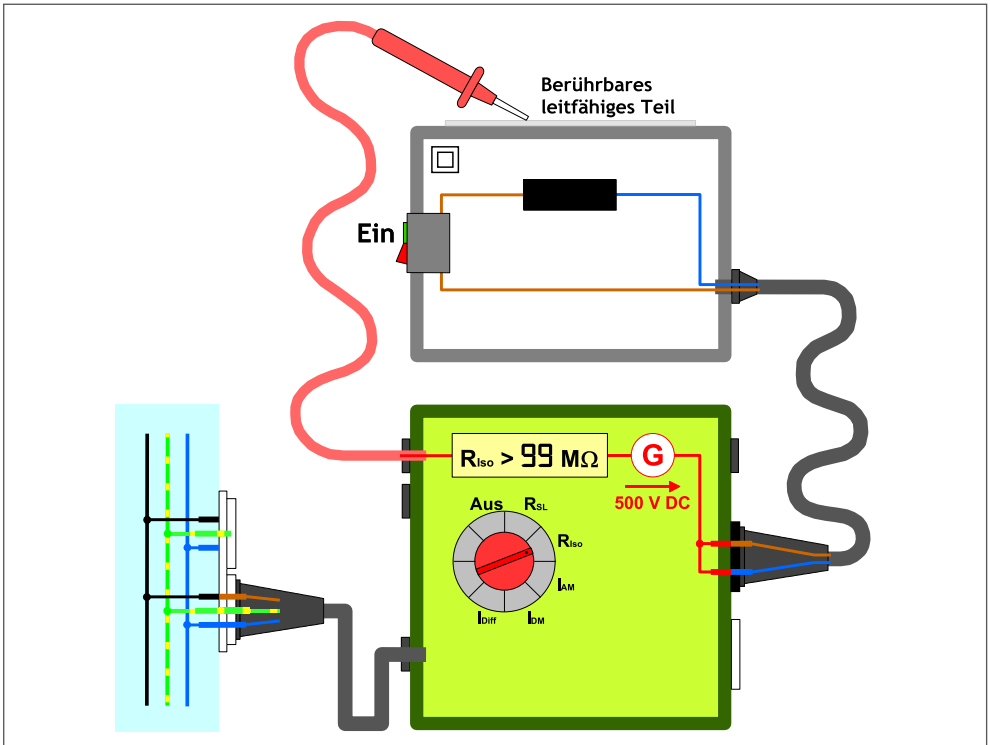 Berührbares
leitfähiges Teil
Ein
RIso > 99 MΩ
G
500 V DC
Aus
RSL
RIso
IAM
IDM
IDiff